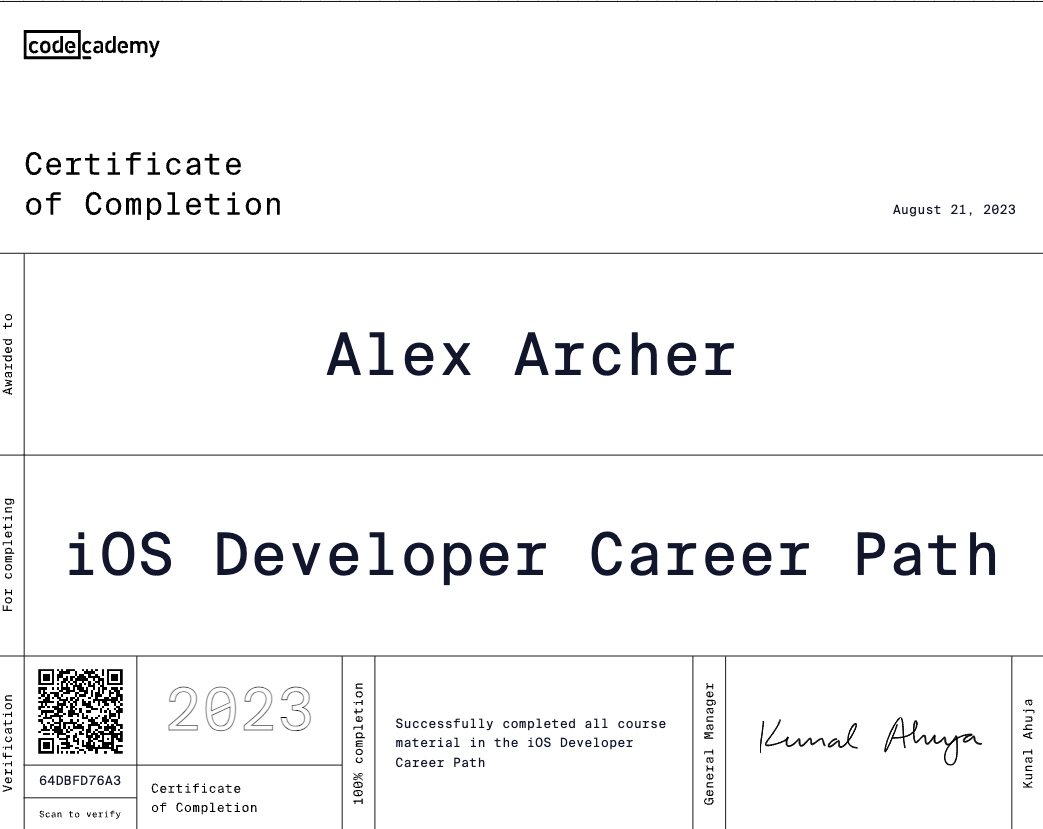 codecademy
Certificate
of Completion
August 21, 2023
Awarded to
Alex Archer
For completing
iOS Developer Career Path
Verification
64DBFD76A3
Scan to verify
2023
Certificate
of Completion
100% completion
Successfully completed all course
material in the iOS Developer
Career Path
General Manager
Kunal Ahuja
Kunal Ahuja